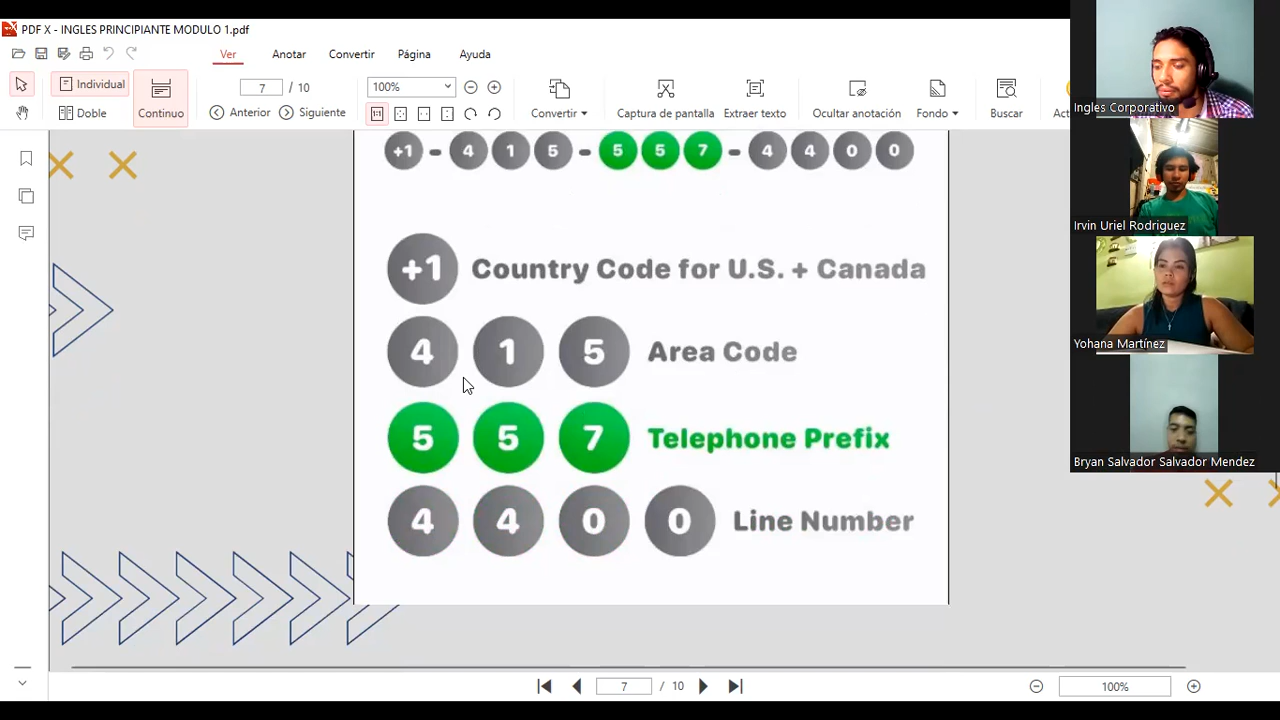 PDF X - INGLES PRINCIPIANTE MODULO 1.pdf
Ver Anotar Convertir Página Ayuda
Individual
Doble
Continuo
7 / 10
Anterior Siguiente
100%
Convertir
Captura de pantalla
Extraer texto
Ocultar anotación
Fondo
Buscar
+1 - 4 1 5 - 5 5 7 - 4 4 0 0
+1 Country Code for U.S. + Canada
4 1 5 Area Code
5 5 7 Telephone Prefix
4 4 0 0 Line Number
7 / 10
100%
Ingles Corporativo
Irvin Uriel Rodriguez
Yohana Martínez
Bryan Salvador Salvador Mendez